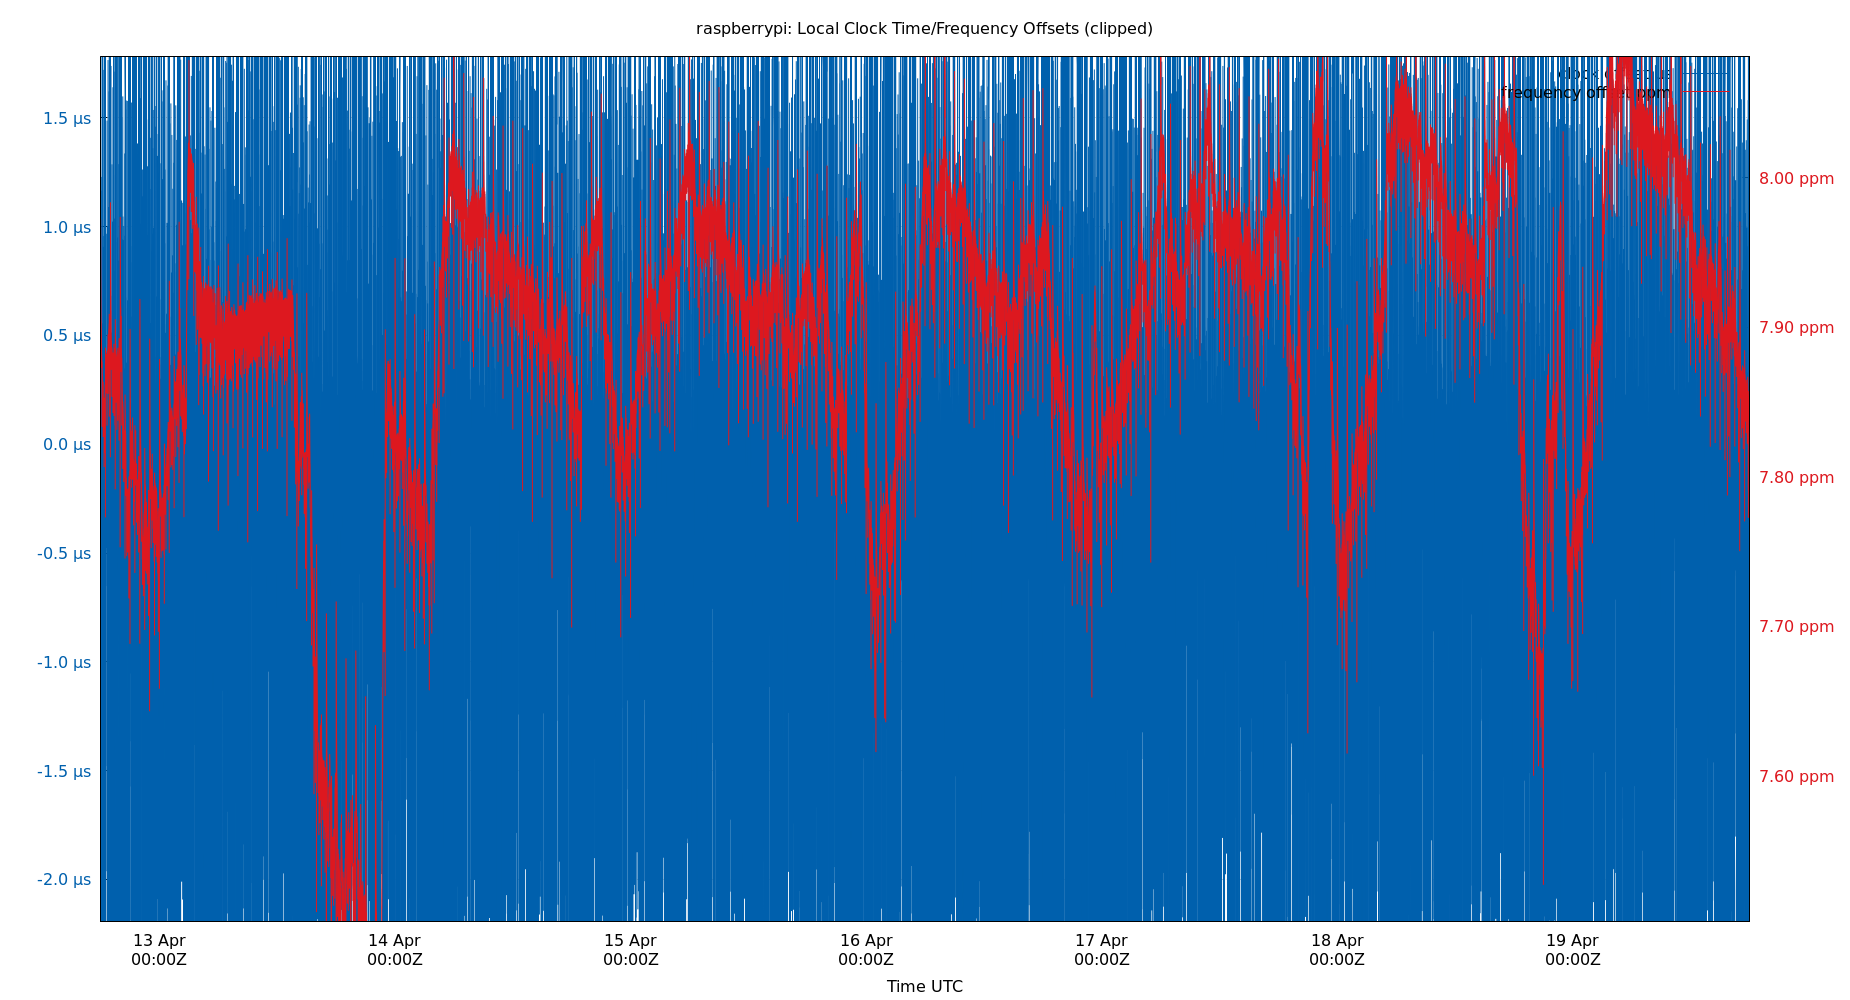 raspberrypi: Local Clock Time/Frequency Offsets (clipped)
clock
frequency offset ppm
1.5 µs
1.0 µs
0.5 µs
0.0 µs
-0.5 µs
-1.0 µs
-1.5 µs
-2.0 µs
8.00 ppm
7.90 ppm
7.80 ppm
7.70 ppm
7.60 ppm
13 Apr
00:00Z
14 Apr
00:00Z
15 Apr
00:00Z
16 Apr
00:00Z
17 Apr
00:00Z
18 Apr
00:00Z
19 Apr
00:00Z
Time UTC